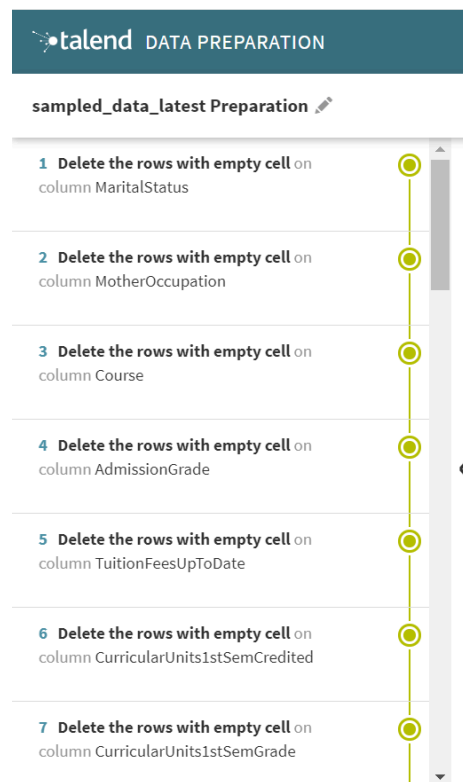 talend DATA PREPARATION
sampled_data_latest Preparation
1 Delete the rows with empty cell on
column MaritalStatus
2 Delete the rows with empty cell on
column MotherOccupation
3 Delete the rows with empty cell on
column Course
4 Delete the rows with empty cell on
column AdmissionGrade
5 Delete the rows with empty cell on
column TuitionFeesUpToDate
6 Delete the rows with empty cell on
column CurricularUnits1stSemCredited
7 Delete the rows with empty cell on
column CurricularUnits1stSemGrade